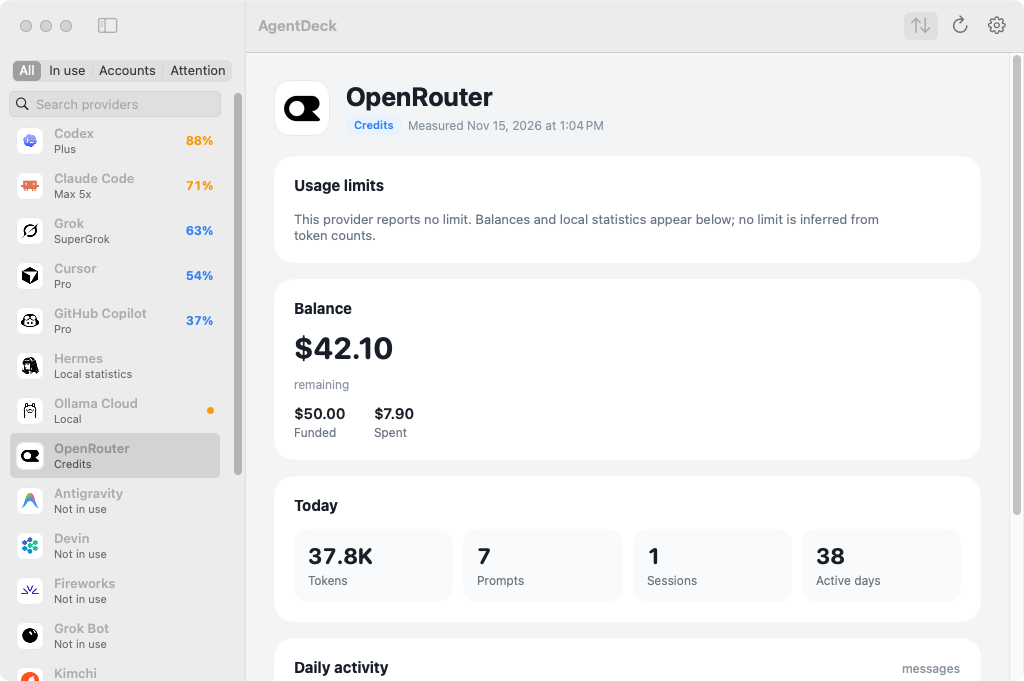 AgentDeck
All
In use
Accounts
Attention
Search providers
Codex
Plus
88%
Claude Code
Max 5x
71%
Grok
SuperGrok
63%
Cursor
Pro
54%
GitHub Copilot
Pro
37%
Hermes
Local statistics
Ollama Cloud
Local
OpenRouter
Credits
Antigravity
Not in use
Devin
Not in use
Fireworks
Not in use
Grok Bot
Not in use
Kimchi
OpenRouter
Credits
Measured Nov 15, 2026 at 1:04 PM
Usage limits
This provider reports no limit. Balances and local statistics appear below; no limit is inferred from
token counts.
Balance
$42.10
remaining
$50.00
Funded
$7.90
Spent
Today
37.8K
Tokens
7
Prompts
1
Sessions
38
Active days
Daily activity
messages